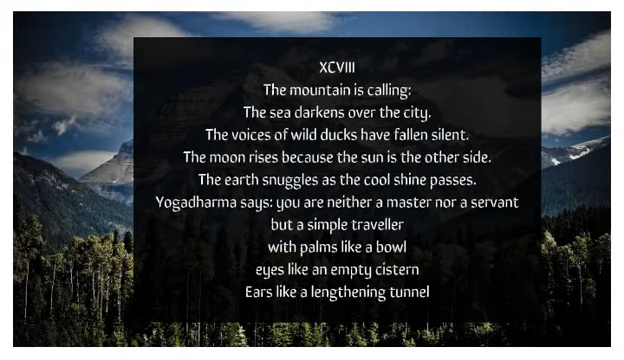 XCVIII
The mountain is calling:
The sea darkens over the city.
The voices of wild ducks have fallen silent.
The moon rises because the sun is the other side.
The earth snuggles as the cool shine passes.
Yogadharma says: you are neither a master nor a servant
but a simple traveller
with palms like a bowl
eyes like an empty cistern
Ears like a lengthening tunnel